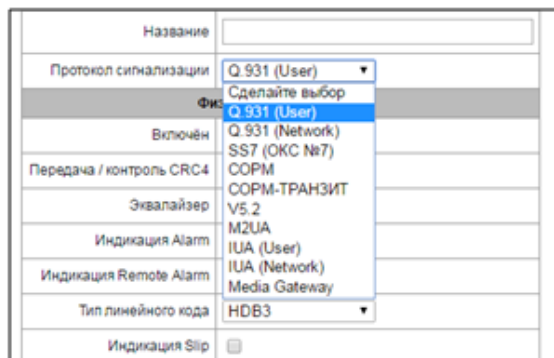 Название
Протокол сигнализации Q.931 (User)
Сделайте выбор
Физ
Q.931 (User)
Включён
Q.931 (Network)
SS7 (ОКС №7)
Передача / контроль CRC4
СОРМ
СОРМ-ТРАНЗИТ
Эквалайзер
V5.2
M2UA
Индикация Alarm
IUA (User)
IUA (Network)
Индикация Remote Alarm
Media Gateway
Тип линейного кода HDB3
Индикация Slip